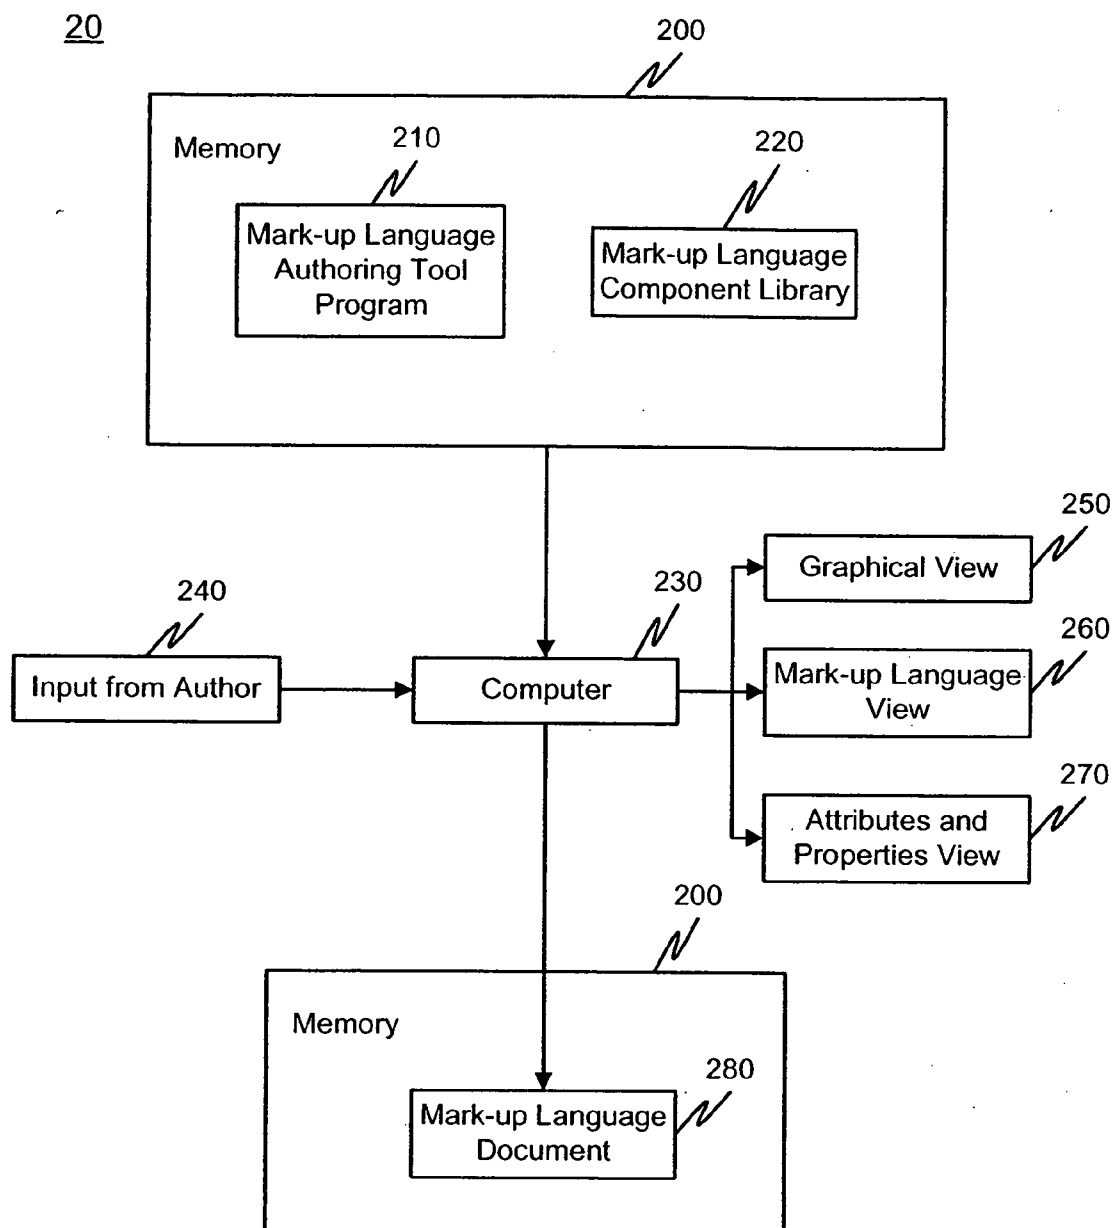 20
200
Memory
210
220
Mark-up Language
Authoring Tool
Program
Mark-up Language
Component Library
250
Graphical View
240
230
260
Input from Author
Computer
Mark-up Language
View
270
Attributes and
Properties View
200
Memory
280
Mark-up Language
Document